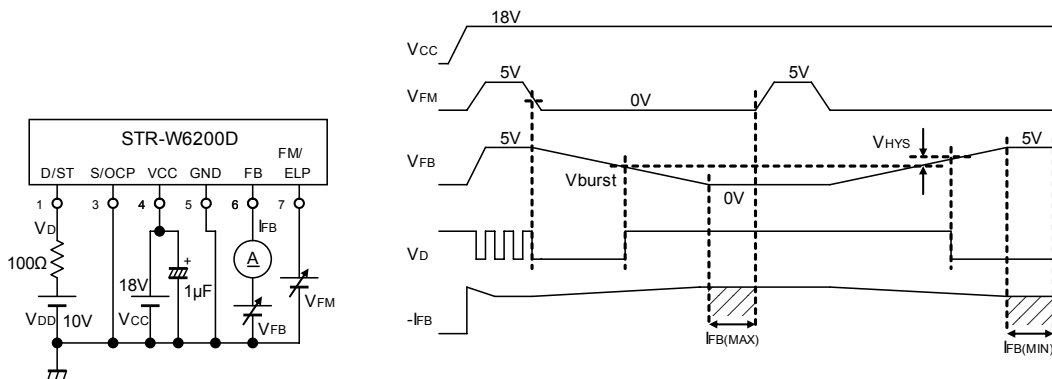 STR-W6200D
FM/
D/ST S/OCP VCC GND FB ELP
1 3 4 5 6 7
VD
IFB
100Ω
A
18V
+
1µF
VDD 10V
VCC
VFB
VFM
18V
VCC
5V
VFM
0V
5V
5V
VFB
Vburst
0V
VHYS
5V
VD
-IFB
IFB(MAX)
IFB(MIN)